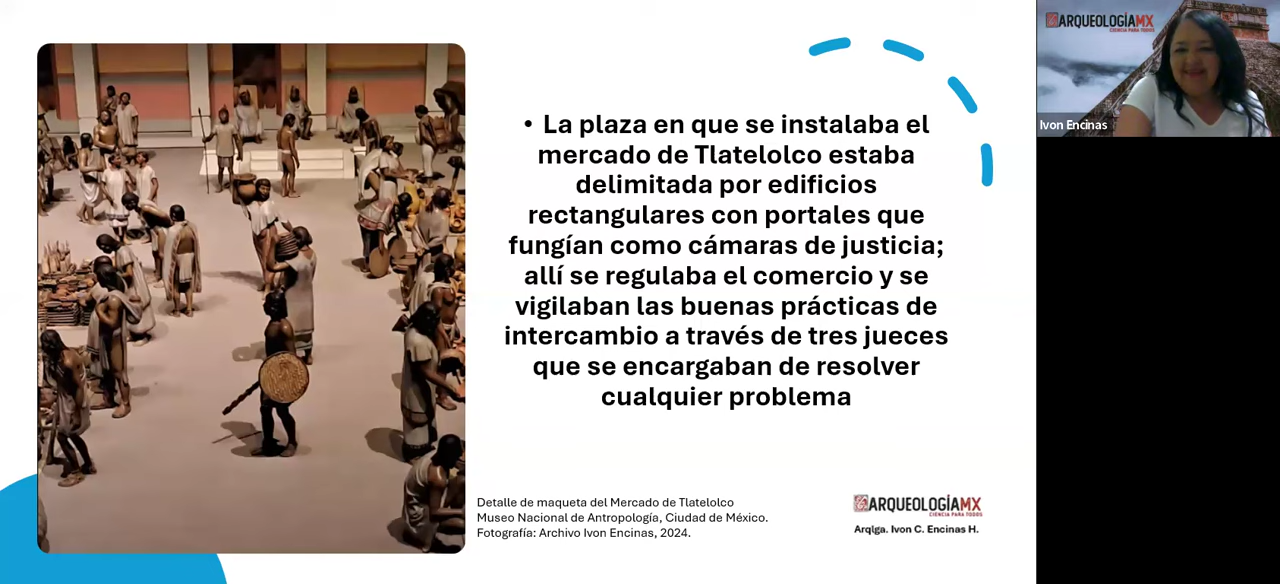 • La plaza en que se instalaba el
mercado de Tlatelolco estaba
delimitada por edificios
rectangulares con portales que
fungían como cámaras de justicia;
allí se regulaba el comercio y se
vigilaban las buenas prácticas de
intercambio a través de tres jueces
que se encargaban de resolver
cualquier problema
Detalle de maqueta del Mercado de Tlatelolco
Museo Nacional de Antropología, Ciudad de México.
Fotografía: Archivo Ivon Encinas, 2024.
ARQUEOLOGÍAMX
CIENCIA PARA TODOS
Arqlga. Ivon C. Encinas H.
ARQUEOLOGÍAMX
CIENCIA PARA TODOS
Ivon Encinas